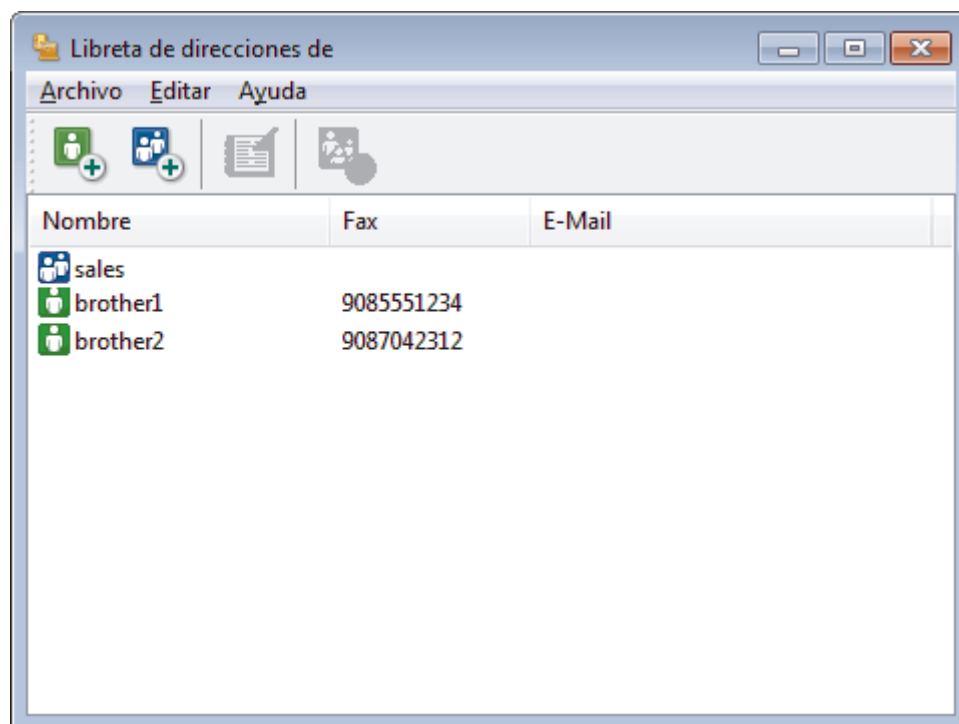 Libreta de direcciones de
Archivo Editar Ayuda
Nombre Fax E-Mail
sales
brother1 9085551234
brother2 9087042312